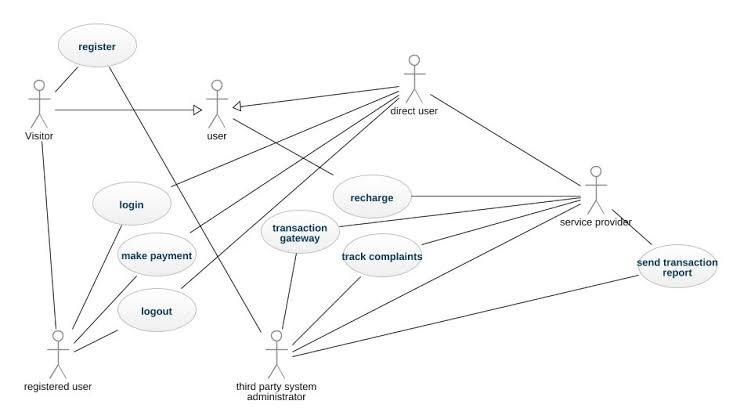 register
Visitor
user
direct user
login
recharge
service provider
transaction
gateway
make payment
track complaints
send transaction
report
logout
registered user
third party system
administrator